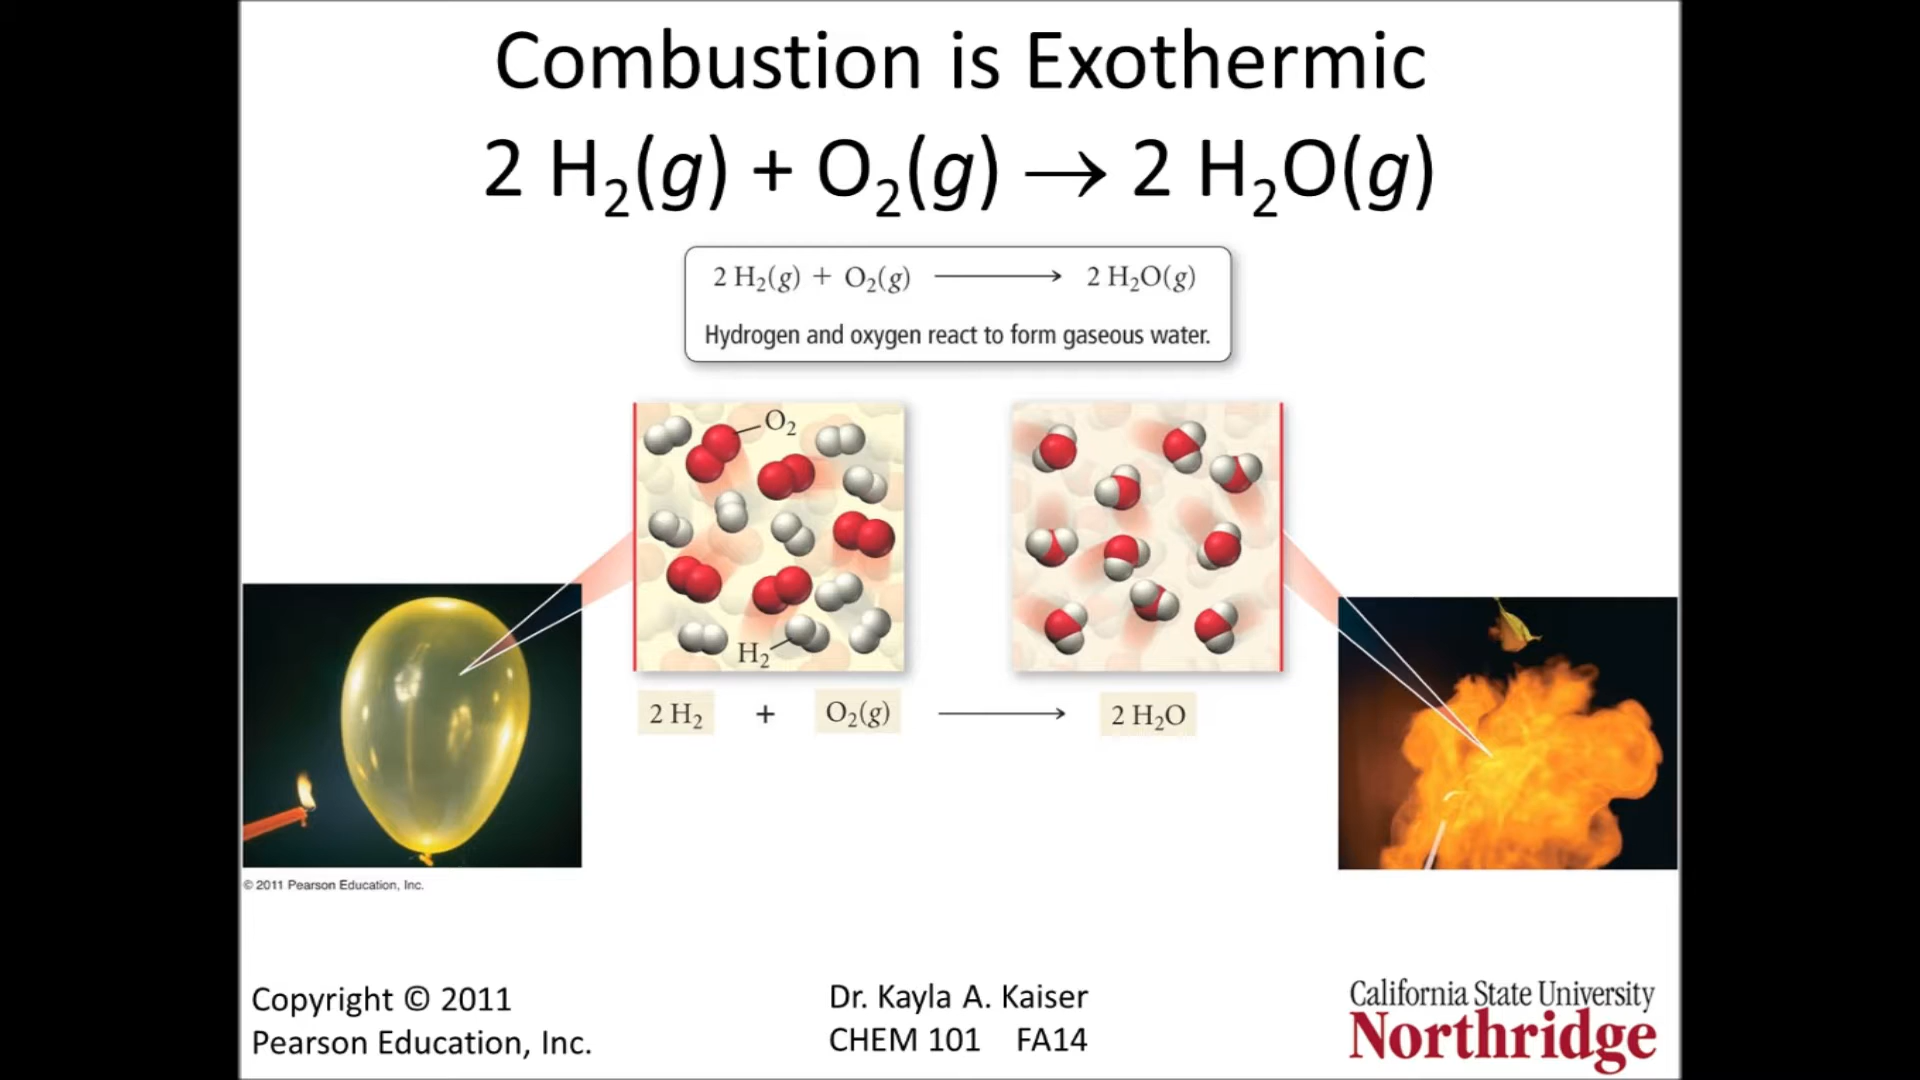 Combustion is Exothermic
2 H₂(g) + O₂(g) → 2 H₂O(g)
2 H₂(g) + O₂(g) ⟶ 2 H₂O(g)
Hydrogen and oxygen react to form gaseous water.
O₂
H₂
2 H₂ + O₂(g) ⟶ 2 H₂O
© 2011 Pearson Education, Inc.
Copyright © 2011
Pearson Education, Inc.
Dr. Kayla A. Kaiser
CHEM 101 FA14
California State University
Northridge